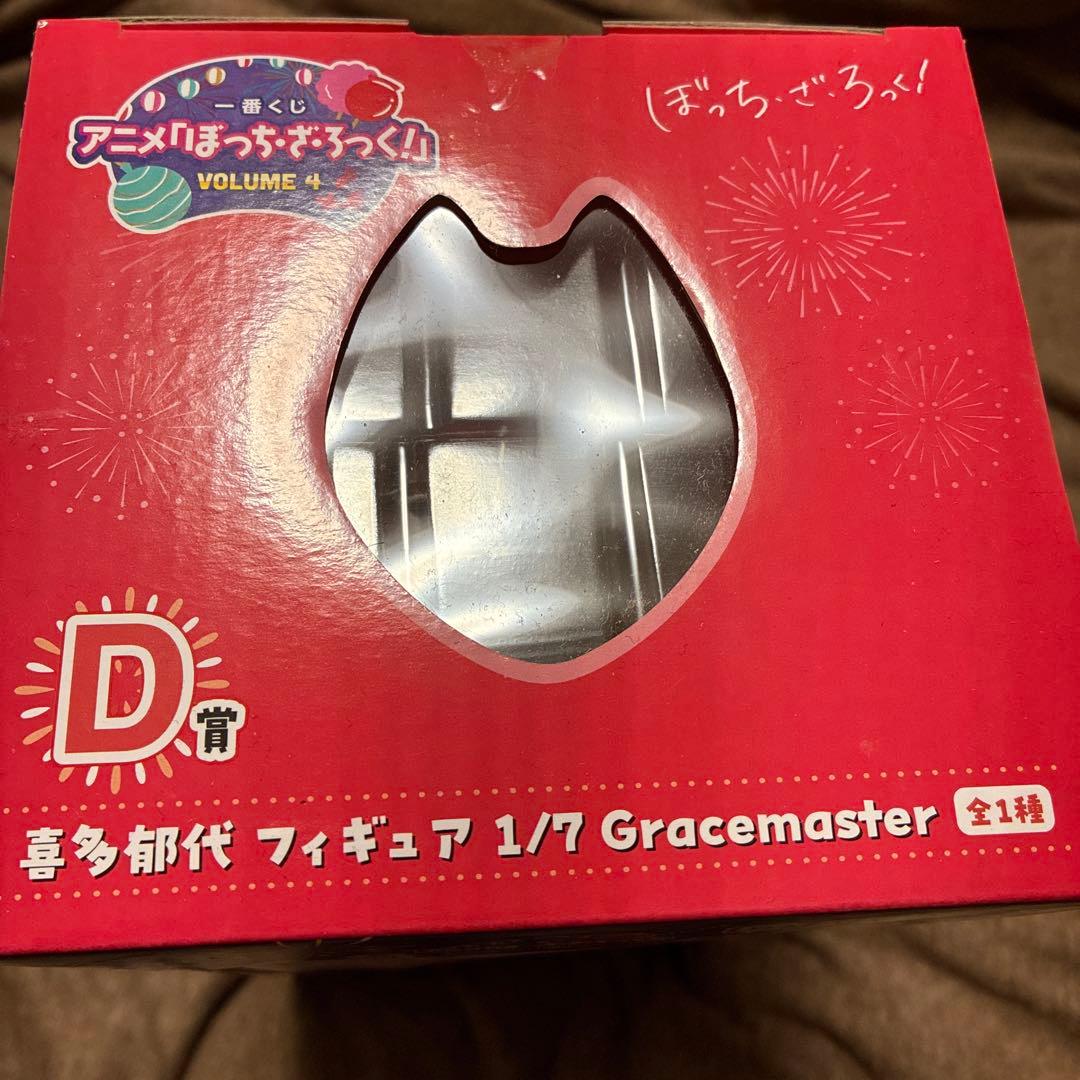 一番くじ
アニメ「ぼっち・ざ・ろっく!」
VOLUME 4
ぼっち・ざ・ろっく!
D賞
喜多郁代 フィギュア 1/7 Gracemaster 全1種